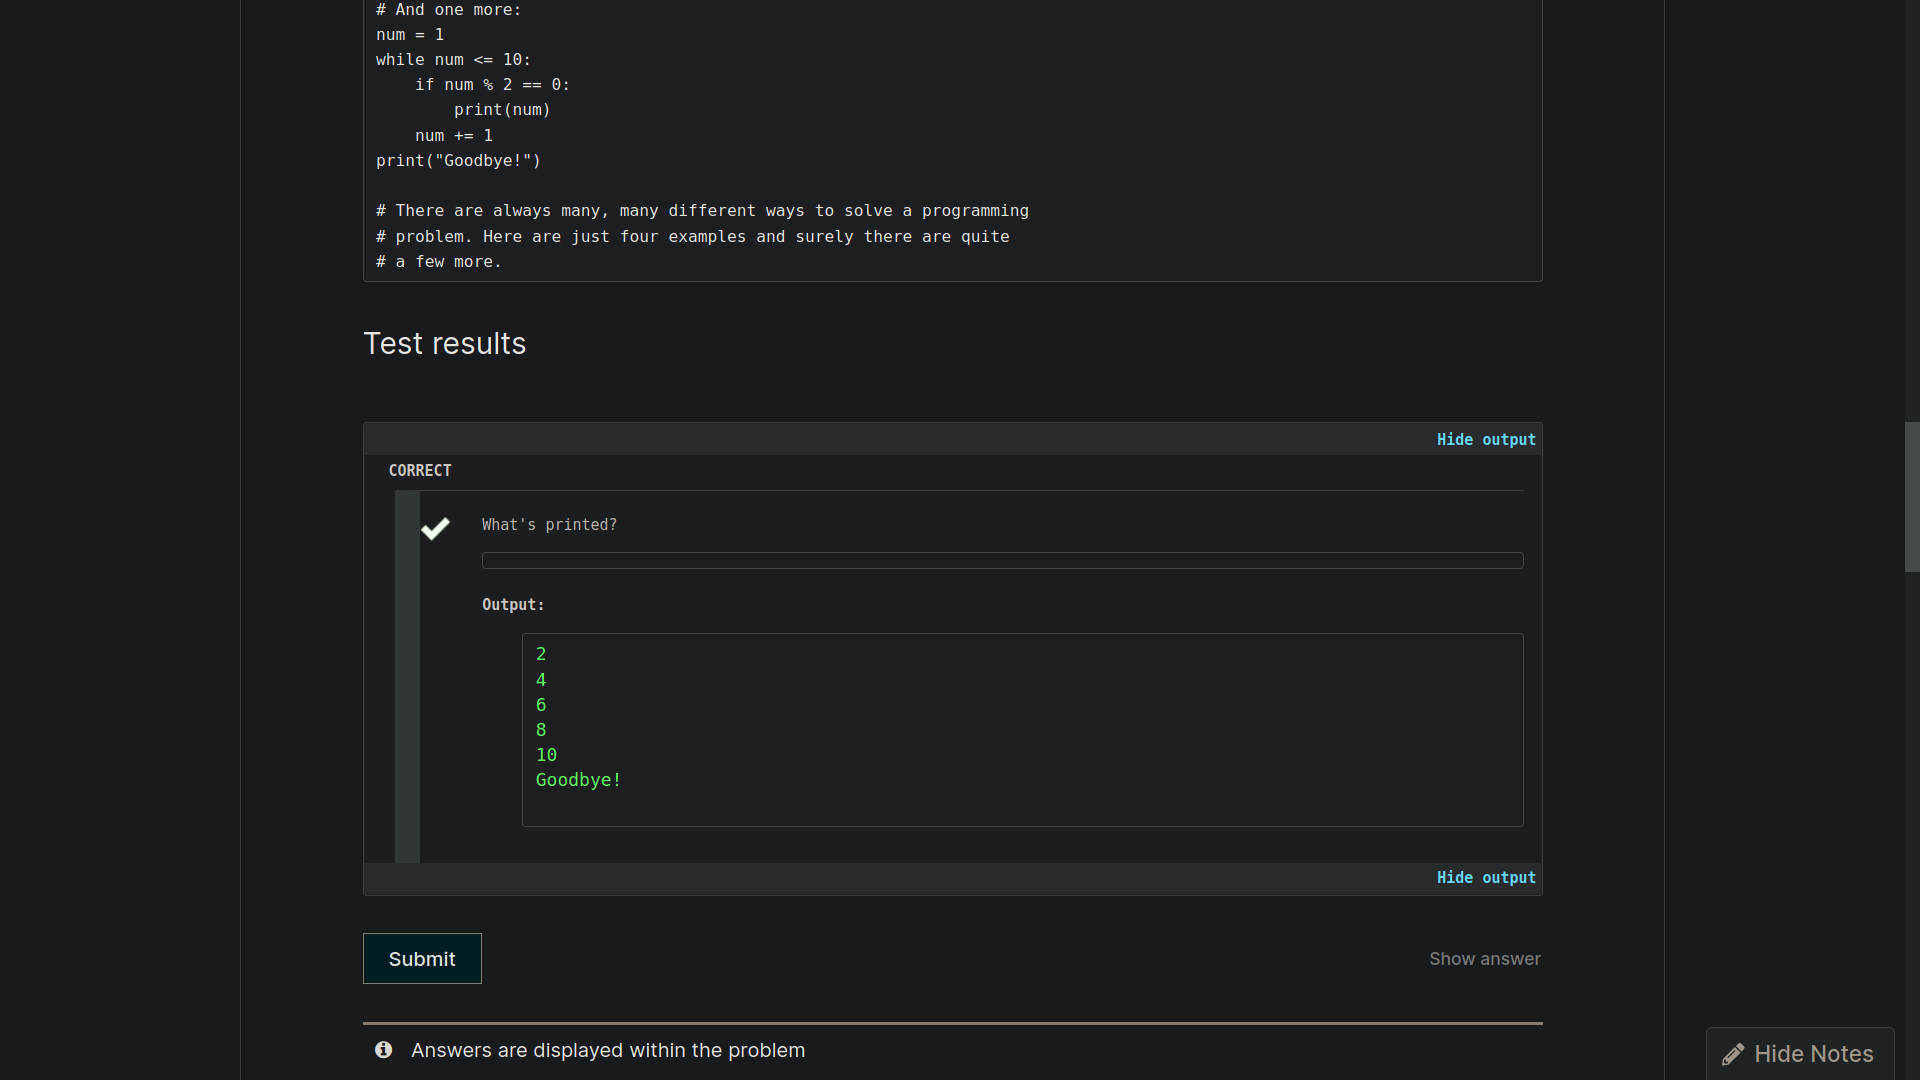 # And one more:
num = 1
while num <= 10:
    if num % 2 == 0:
        print(num)
    num += 1
print("Goodbye!")

# There are always many, many different ways to solve a programming
# problem. Here are just four examples and surely there are quite
# a few more.
Test results
Hide output
CORRECT
What's printed?
Output:
2
4
6
8
10
Goodbye!
Hide output
Submit
Show answer
Answers are displayed within the problem
Hide Notes